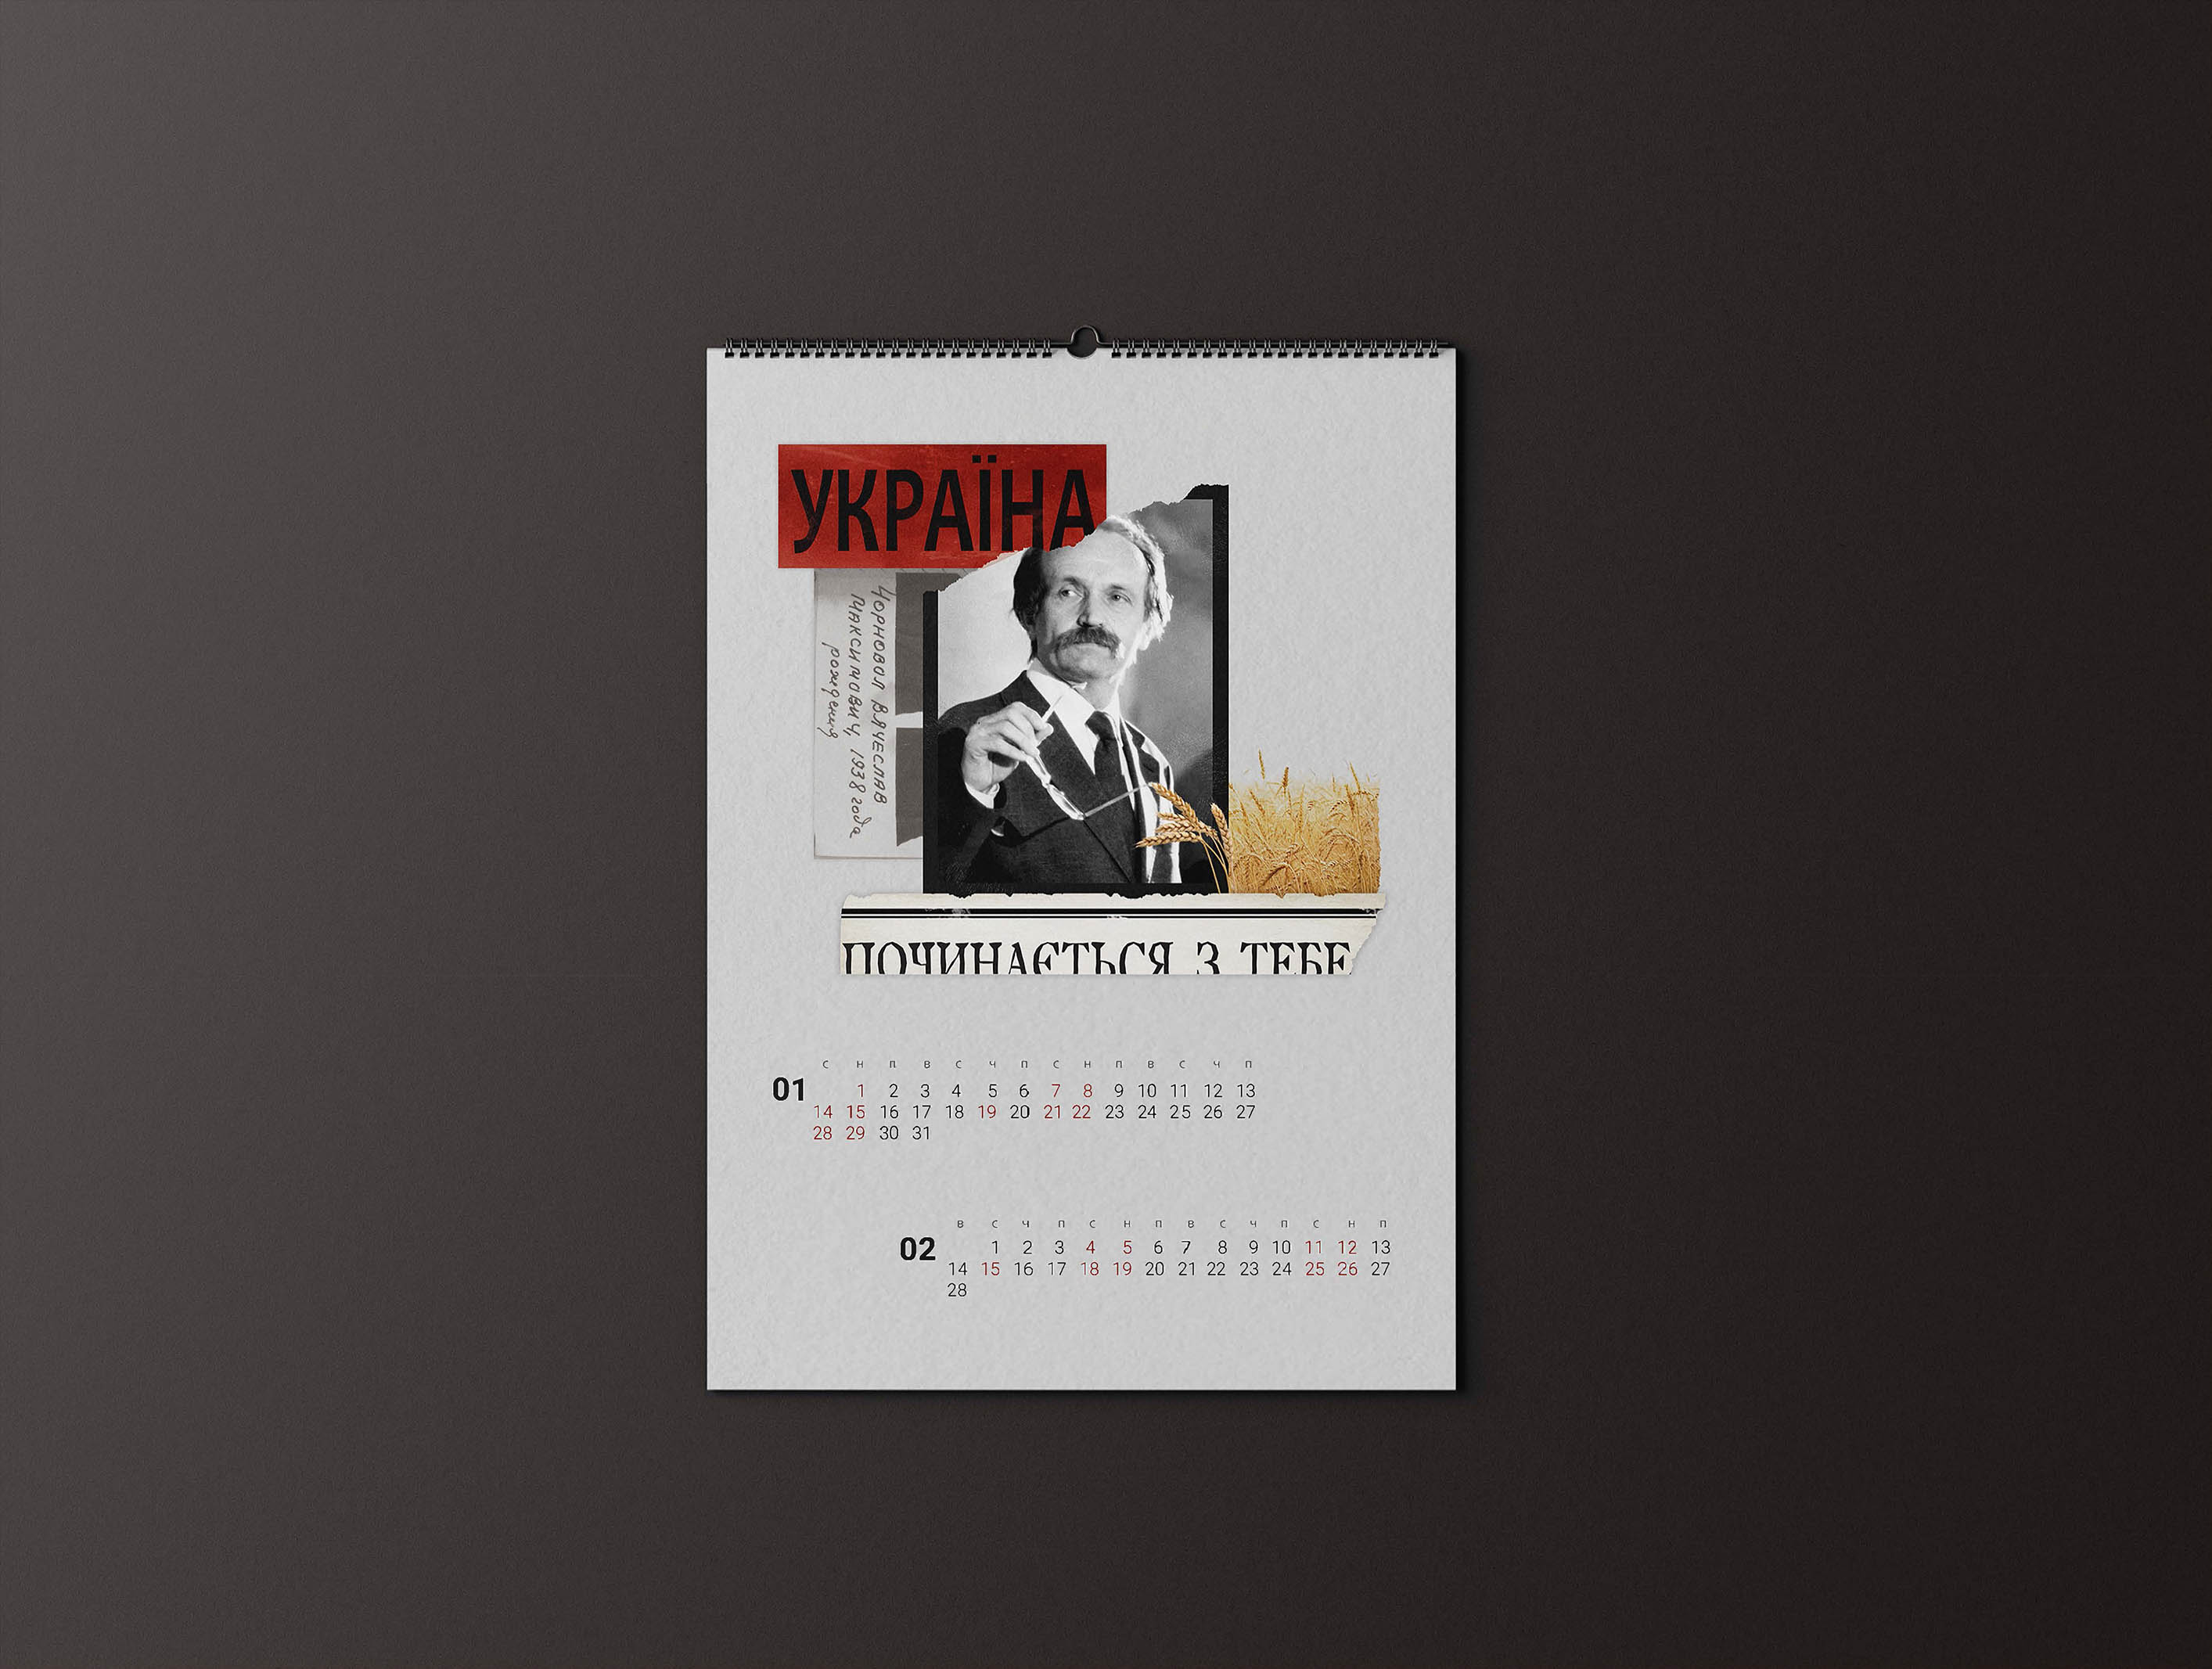 УКРАЇНА
Чорновол Вячеслав
Максимович, 1938 года
рождения
ПОЧИНАЄТЬСЯ З ТЕБЕ
С Н П В С Ч П С Н П В С Ч П
01 1 2 3 4 5 6 7 8 9 10 11 12 13
14 15 16 17 18 19 20 21 22 23 24 25 26 27
28 29 30 31
В С Ч П С Н П В С Ч П С Н П
02 1 2 3 4 5 6 7 8 9 10 11 12 13
14 15 16 17 18 19 20 21 22 23 24 25 26 27
28